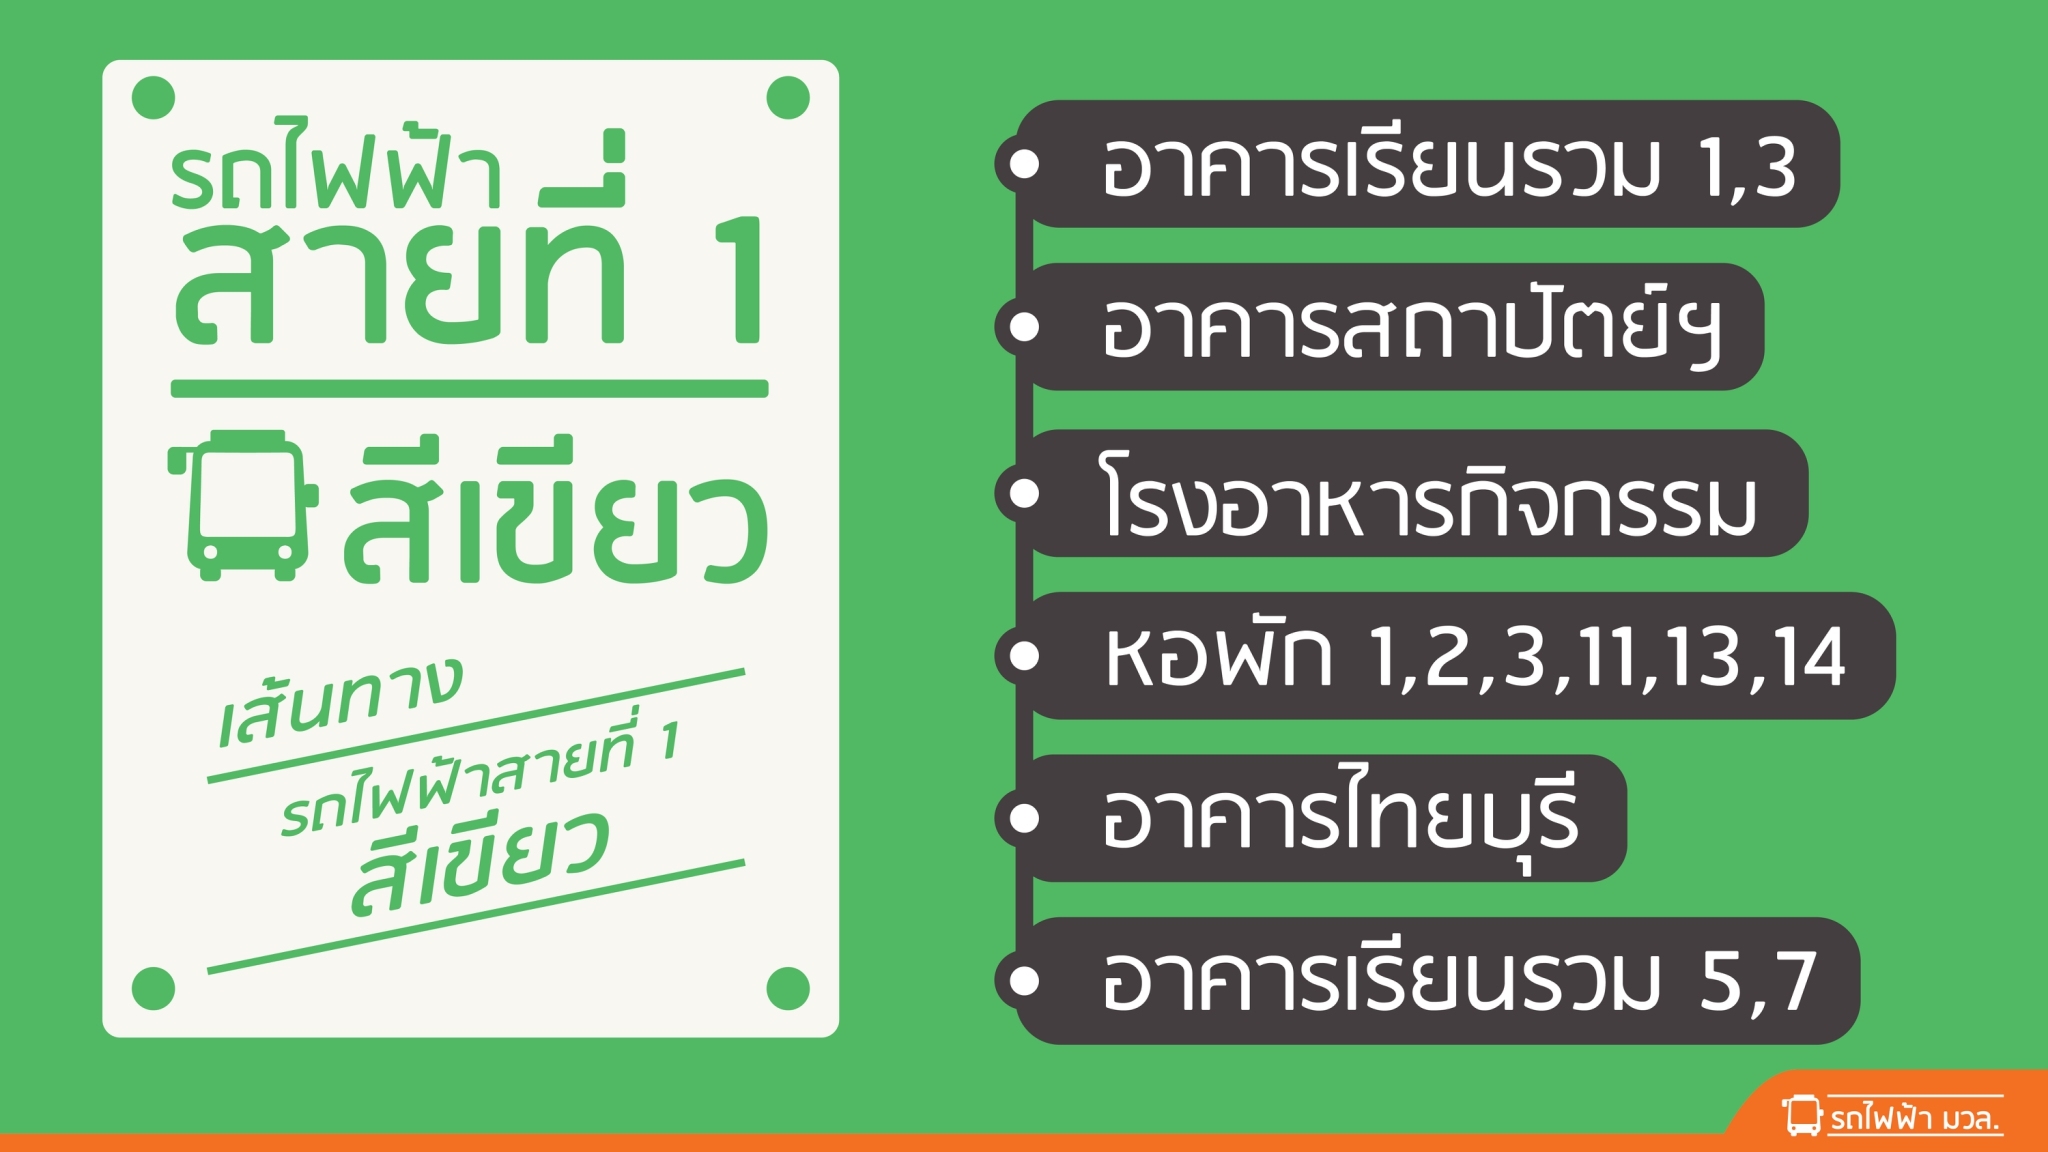 รถไฟฟ้า
สายที่ 1
สีเขียว
เส้นทาง
รถไฟฟ้าสายที่ 1
สีเขียว
อาคารเรียนรวม 1,3
อาคารสถาปัตย์ฯ
โรงอาหารกิจกรรม
หอพัก 1,2,3,11,13,14
อาคารไทยบุรี
อาคารเรียนรวม 5,7
รถไฟฟ้า มวล.